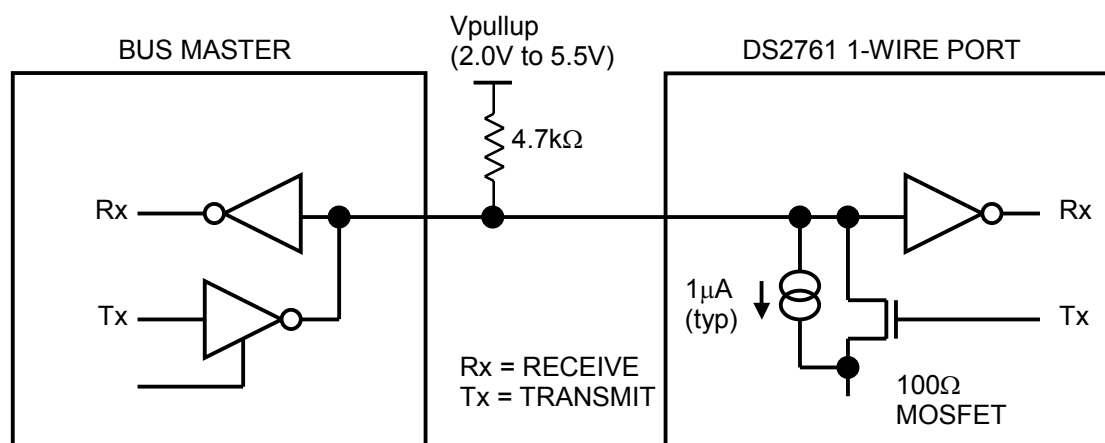 BUS MASTER
Vpullup
(2.0V to 5.5V)
DS2761 1-WIRE PORT
4.7kΩ
Rx
Rx
1μA
(typ)
Tx
Tx
Rx = RECEIVE
Tx = TRANSMIT
100Ω
MOSFET